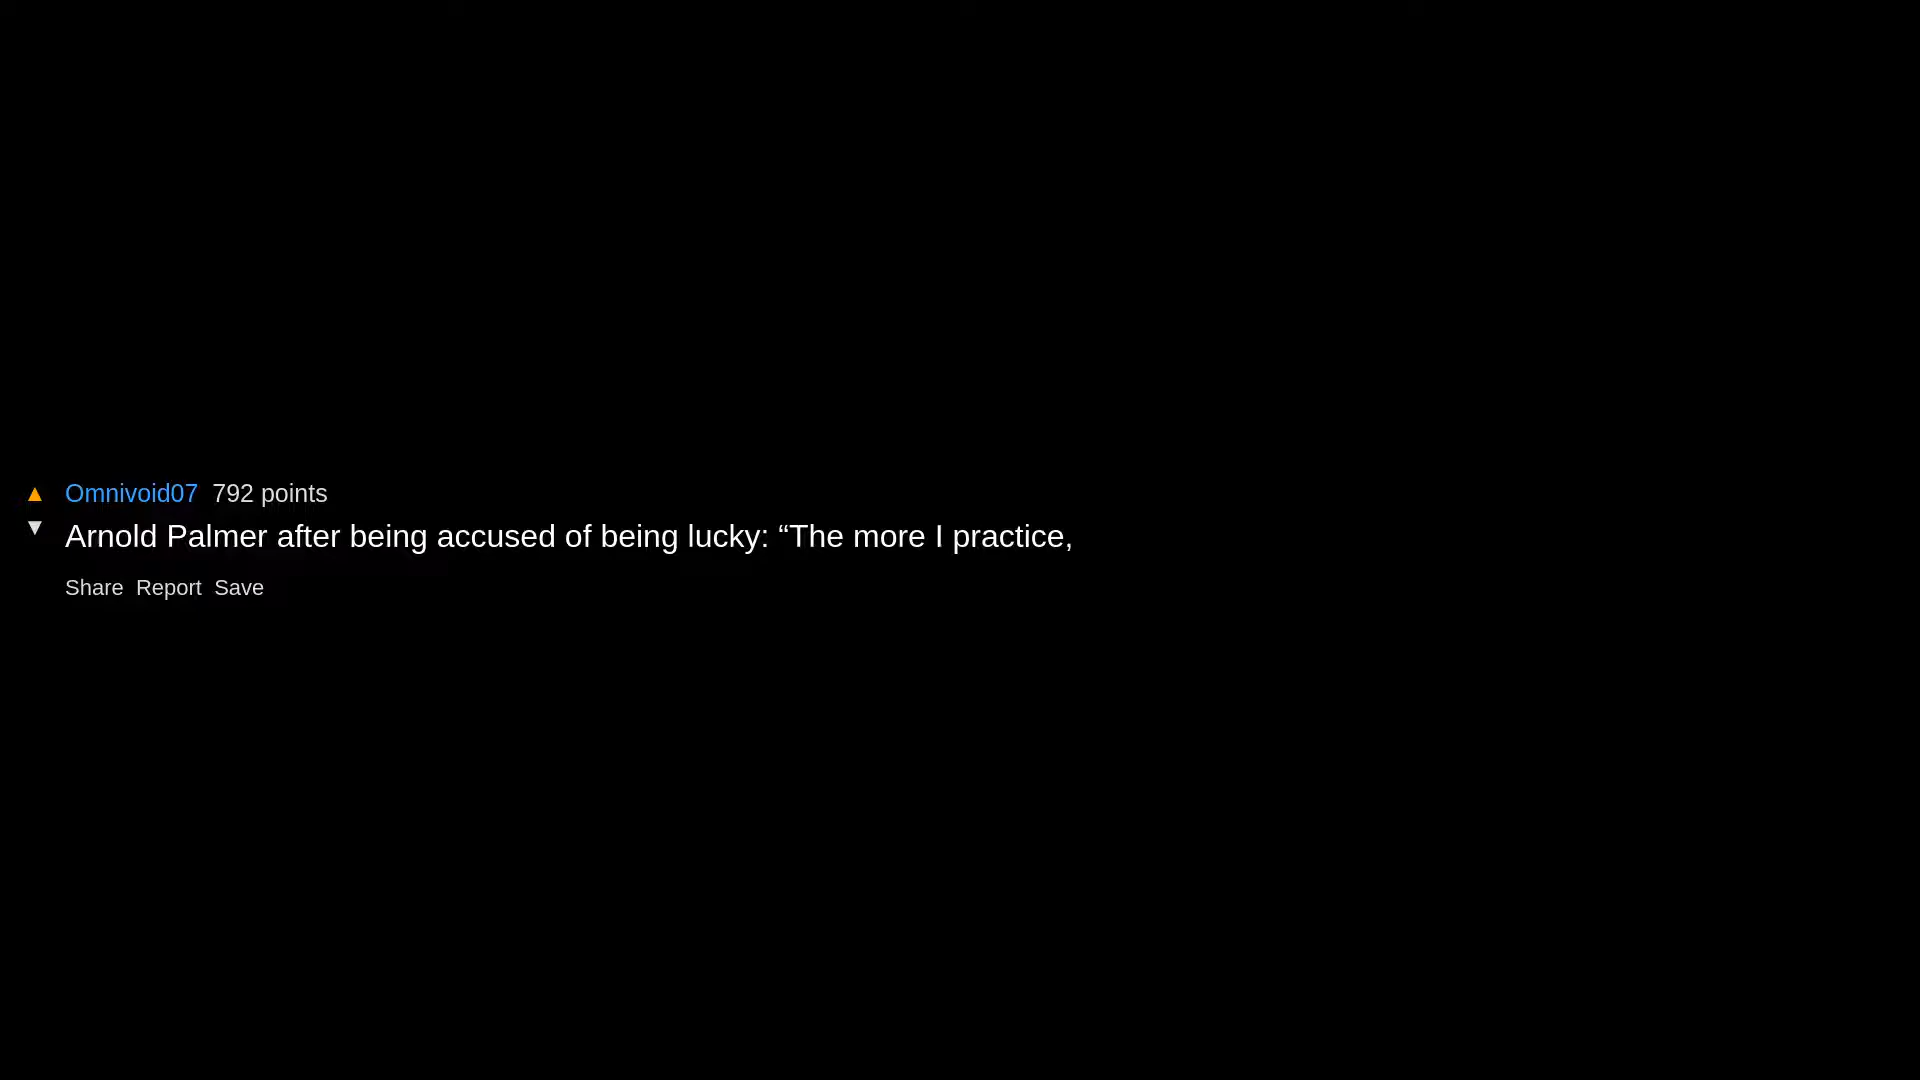 ▲ Omnivoid07 792 points
▼ Arnold Palmer after being accused of being lucky: “The more I practice,
Share Report Save